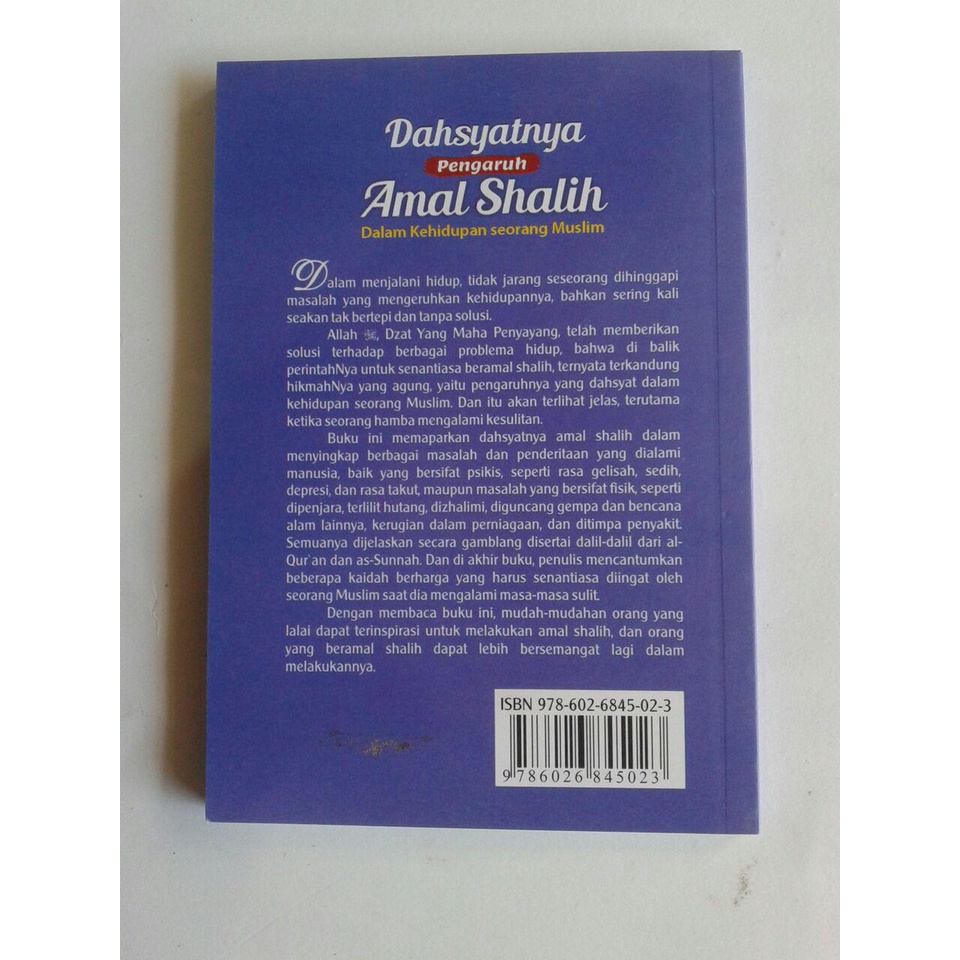 Dahsyatnya
Pengaruh
Amal Shalih
Dalam Kehidupan seorang Muslim
Dalam menjalani hidup, tidak jarang seseorang dihinggapi
masalah yang mengeruhkan kehidupannya, bahkan sering kali
seakan tak bertepi dan tanpa solusi.
Allah ﷻ, Dzat Yang Maha Penyayang, telah memberikan
solusi terhadap berbagai problema hidup, bahwa di balik
perintahNya untuk senantiasa beramal shalih, ternyata terkandung
hikmahNya yang agung, yaitu pengaruhnya yang dahsyat dalam
kehidupan seorang Muslim. Dan itu akan terlihat jelas, terutama
ketika seorang hamba mengalami kesulitan.
Buku ini memaparkan dahsyatnya amal shalih dalam
menyingkap berbagai masalah dan penderitaan yang dialami
manusia, baik yang bersifat psikis, seperti rasa gelisah, sedih,
depresi, dan rasa takut, maupun masalah yang bersifat fisik, seperti
dipenjara, terlilit hutang, dizhalimi, diguncang gempa dan bencana
alam lainnya, kerugian dalam perniagaan, dan ditimpa penyakit.
Semuanya dijelaskan secara gamblang disertai dalil-dalil dari al-
Qur`an dan as-Sunnah. Dan di akhir buku, penulis mencantumkan
beberapa kaidah berharga yang harus senantiasa diingat oleh
seorang Muslim saat dia mengalami masa-masa sulit.
Dengan membaca buku ini, mudah-mudahan orang yang
lalai dapat terinspirasi untuk melakukan amal shalih, dan orang
yang beramal shalih dapat lebih bersemangat lagi dalam
melakukannya.
ISBN 978-602-6845-02-3
9 786026 845023